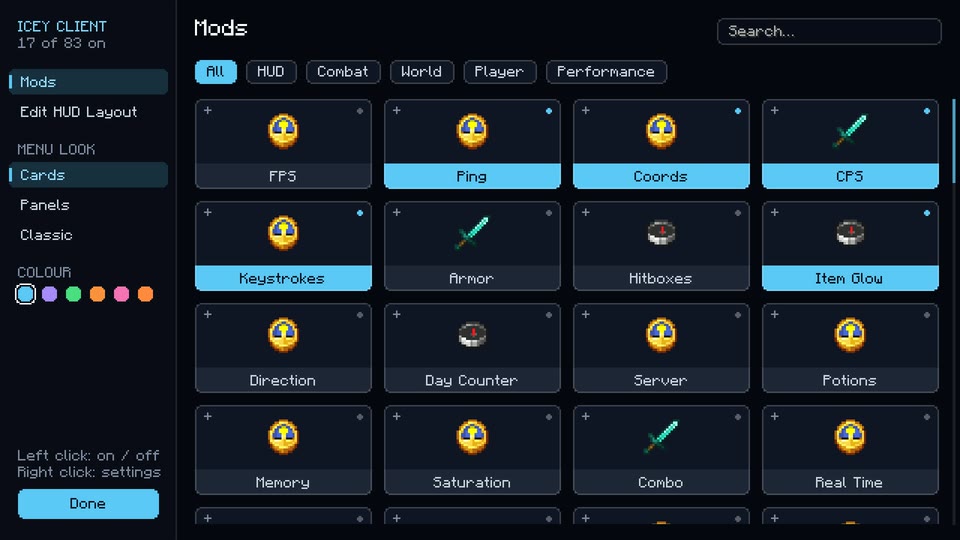 ICEY CLIENT
17 of 83 on
Mods
Edit HUD Layout
MENU LOOK
Cards
Panels
Classic
COLOUR
Left click: on / off
Right click: settings
Done
Mods
Search...
All HUD Combat World Player Performance
+ + + +
FPS Ping Coords CPS
+ + + +
Keystrokes Armor Hitboxes Item Glow
+ + + +
Direction Day Counter Server Potions
+ + + +
Memory Saturation Combo Real Time
+ + + +